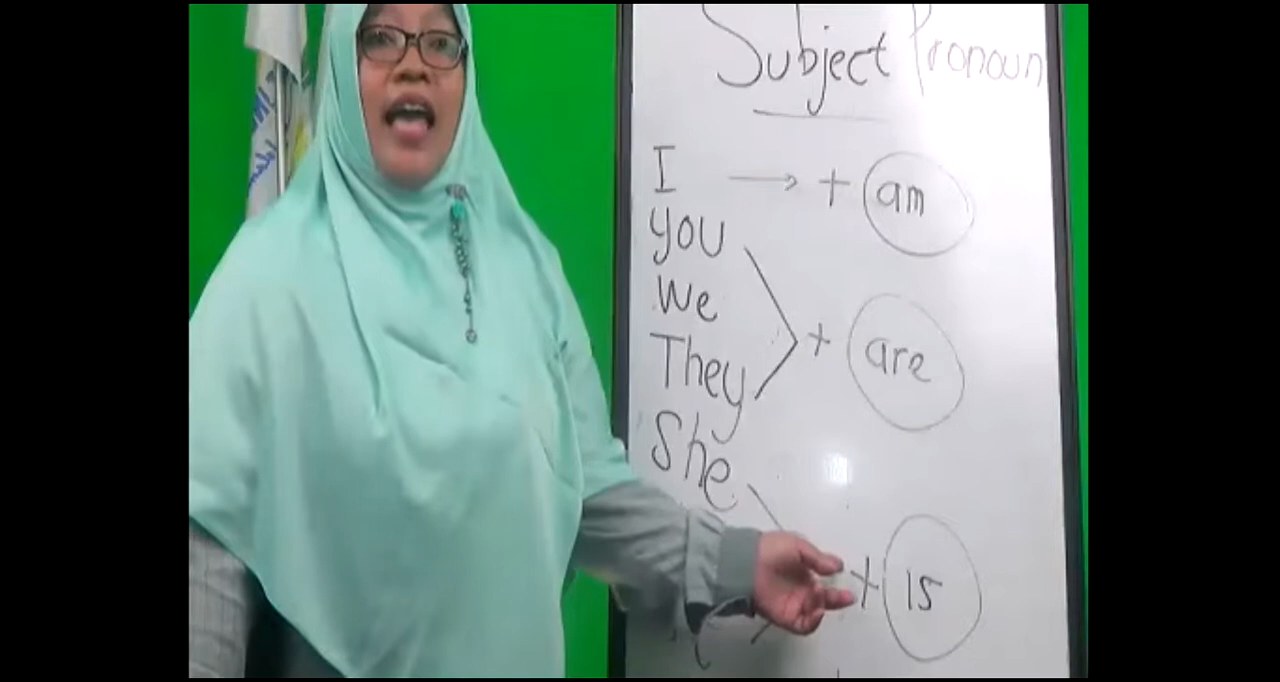 Subject Pronoun
I → + am
you
We
They + are
She
+ is